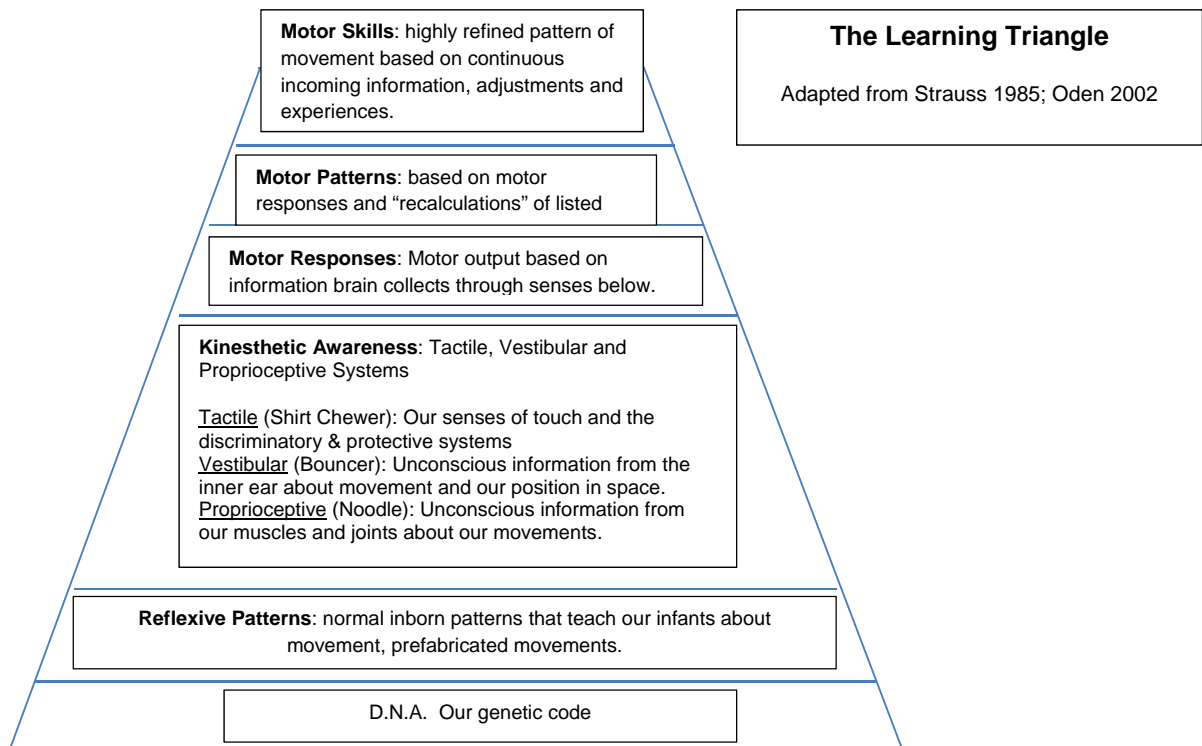 Motor Skills: highly refined pattern of
movement based on continuous
incoming information, adjustments and
experiences.
The Learning Triangle
Adapted from Strauss 1985; Oden 2002
Motor Patterns: based on motor
responses and “recalculations” of listed
Motor Responses: Motor output based on
information brain collects through senses below.
Kinesthetic Awareness: Tactile, Vestibular and
Proprioceptive Systems
Tactile (Shirt Chewer): Our senses of touch and the
discriminatory & protective systems
Vestibular (Bouncer): Unconscious information from the
inner ear about movement and our position in space.
Proprioceptive (Noodle): Unconscious information from
our muscles and joints about our movements.
Reflexive Patterns: normal inborn patterns that teach our infants about
movement, prefabricated movements.
D.N.A. Our genetic code